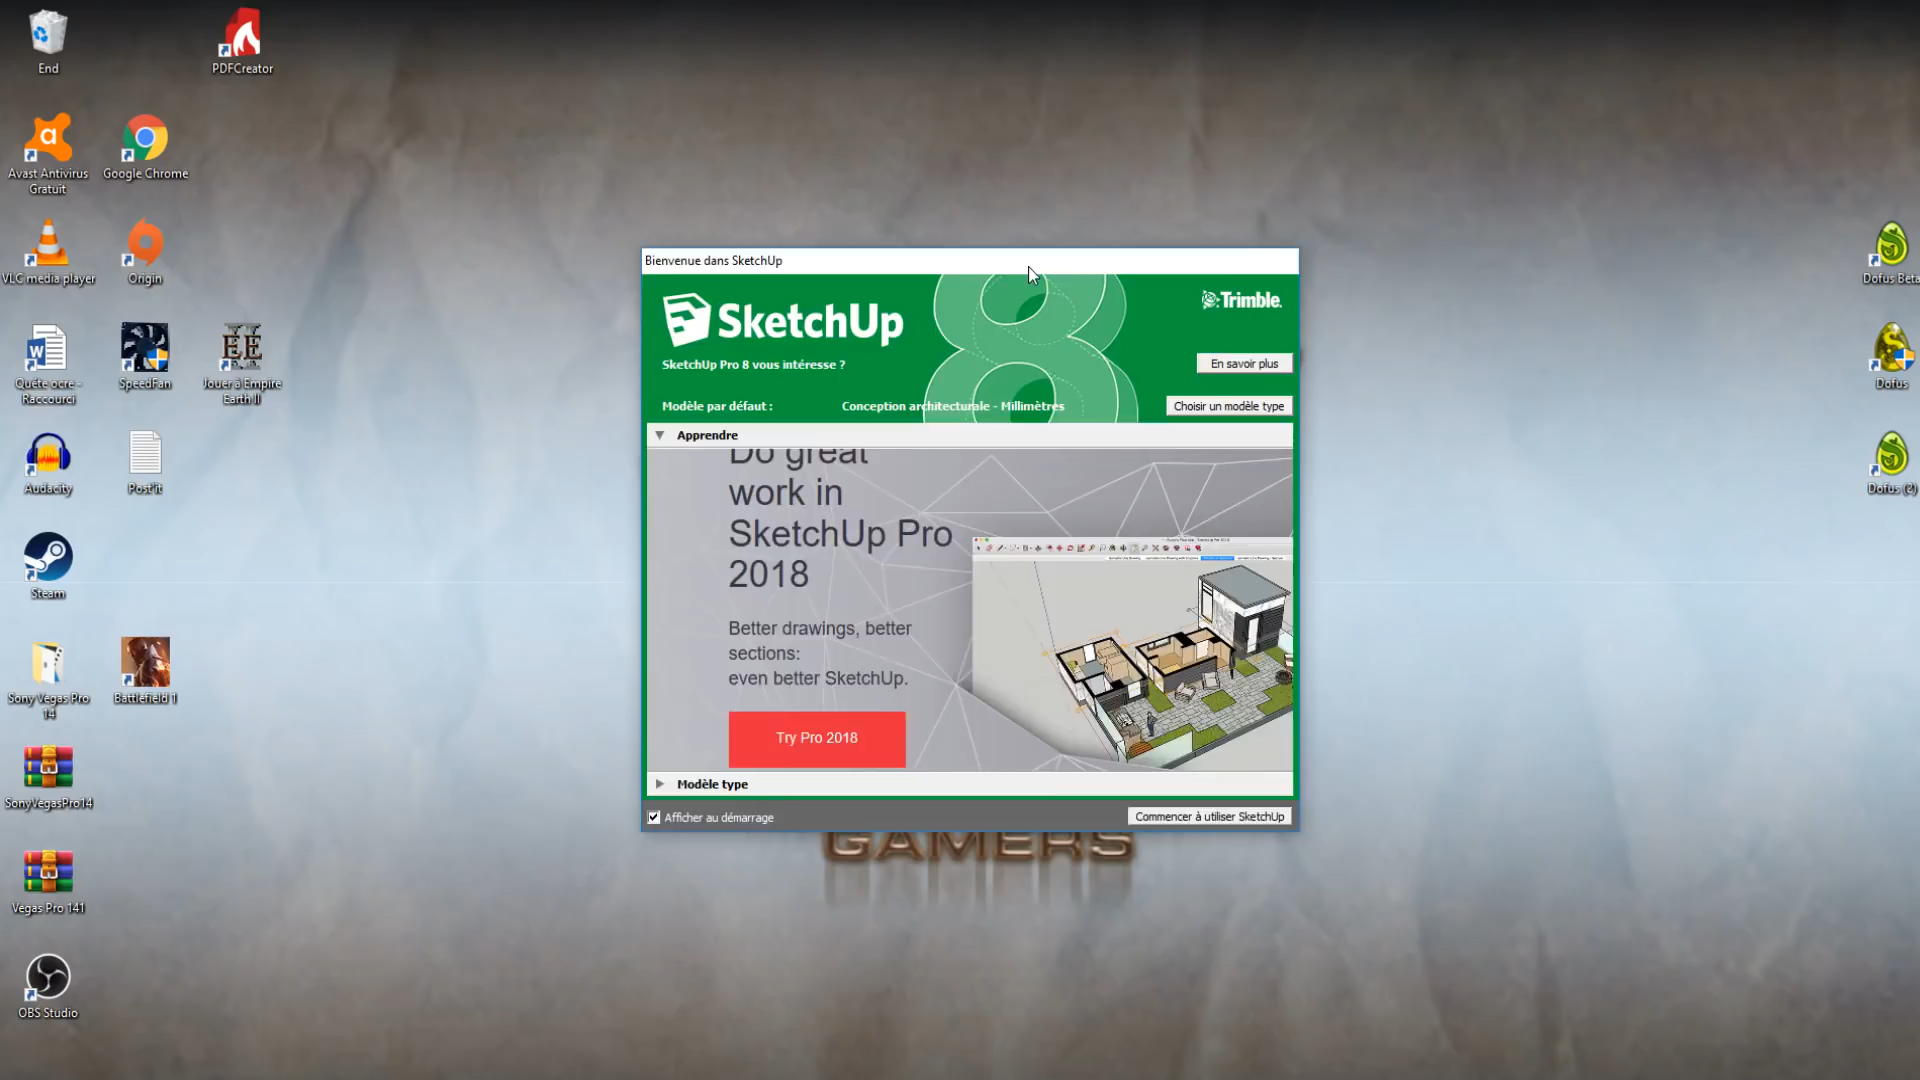 End
PDFCreator
Avast Antivirus
Gratuit
Google Chrome
VLC media player
Origin
Quête ocre -
Raccourci
SpeedFan
Jouer à Empire
Earth II
Audacity
Post'it
Steam
Sony Vegas Pro
14
Battlefield 1
SonyVegasPro14
Vegas Pro 141
OBS Studio
Bienvenue dans SketchUp
SketchUp
Trimble.
SketchUp Pro 8 vous intéresse ?
En savoir plus
Modèle par défaut :
Conception architecturale - Millimètres
Choisir un modèle type
Apprendre
Do great
work in
SketchUp Pro
2018
Better drawings, better
sections:
even better SketchUp.
Try Pro 2018
Modèle type
Afficher au démarrage
Commencer à utiliser SketchUp
GAMERS
Dofus Beta
Dofus
Dofus (2)